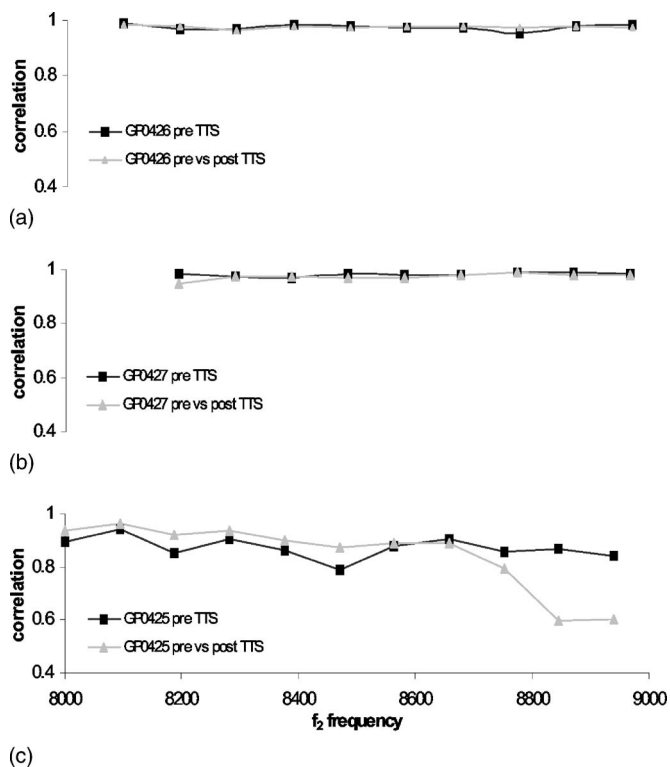 1
0.8
0.6
0.4
correlation
GP0426 pre TTS
GP0426 pre vs post TTS
(a)
1
0.8
0.6
0.4
correlation
GP0427 pre TTS
GP0427 pre vs post TTS
(b)
1
0.8
0.6
0.4
correlation
GP0425 pre TTS
GP0425 pre vs post TTS
8000 8200 8400 8600 8800 9000
f2 frequency
(c)